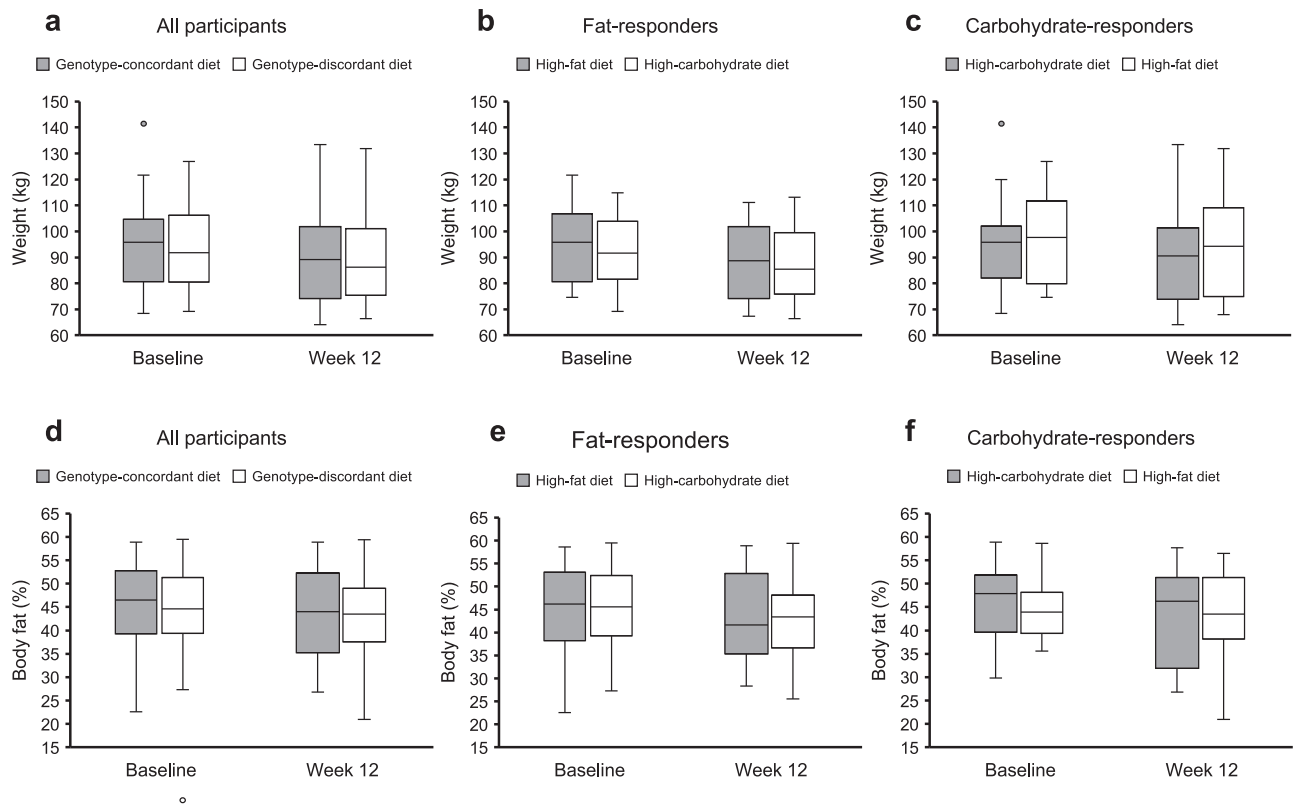 a All participants
Genotype-concordant diet Genotype-discordant diet
Weight (kg)
150
140
130
120
110
100
90
80
70
60
Baseline Week 12
b Fat-responders
High-fat diet High-carbohydrate diet
Weight (kg)
150
140
130
120
110
100
90
80
70
60
Baseline Week 12
c Carbohydrate-responders
High-carbohydrate diet High-fat diet
Weight (kg)
150
140
130
120
110
100
90
80
70
60
Baseline Week 12
d All participants
Genotype-concordant diet Genotype-discordant diet
Body fat (%)
65
60
55
50
45
40
35
30
25
20
15
Baseline Week 12
e Fat-responders
High-fat diet High-carbohydrate diet
Body fat (%)
65
60
55
50
45
40
35
30
25
20
15
Baseline Week 12
f Carbohydrate-responders
High-carbohydrate diet High-fat diet
Body fat (%)
65
60
55
50
45
40
35
30
25
20
15
Baseline Week 12